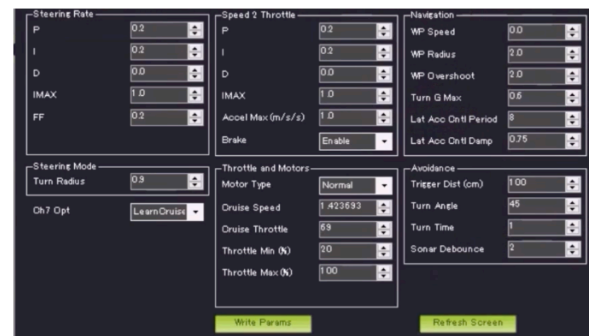 Steering Rate
P 0.2
I 0.2
D 0.0
IMAX 1.0
FF 0.2
Steering Mode
Turn Radius 0.9
Ch7 Opt LearnCruise
Speed 2 Throttle
P 0.2
I 0.2
D 0.0
IMAX 1.0
Accel Max (m/s/s) 1.0
Brake Enable
Throttle and Motors
Motor Type Normal
Cruise Speed 1.423693
Cruise Throttle 69
Throttle Min (%) 20
Throttle Max (%) 100
Navigation
WP Speed 0.0
WP Radius 2.0
WP Overshoot 2.0
Turn G Max 0.6
Lat Acc Cntl Period 8
Lat Acc Cntl Damp 0.75
Avoidance
Trigger Dist (cm) 100
Turn Angle 45
Turn Time 1
Sonar Debounce 2
Write Params
Refresh Screen